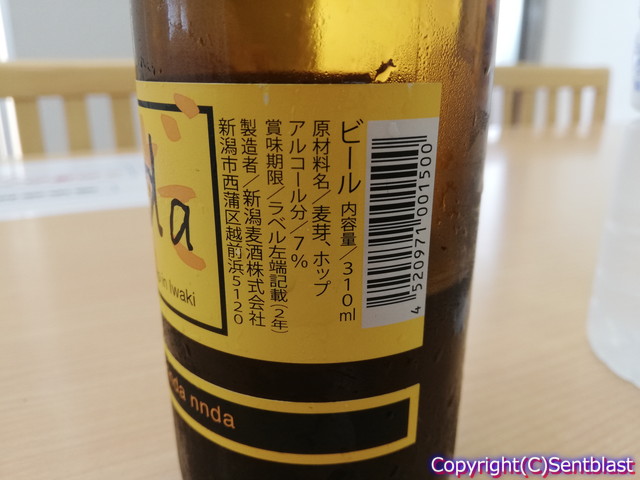 ビール 内容量/310ml
原材料名/麦芽、ホップ
アルコール分/7%
賞味期限/ラベル左端記載(2年)
製造者/新潟麦酒株式会社
新潟市西蒲区越前浜5120
4 520971 001500
in Iwaki
nnda
Copyright(C)Sentblast